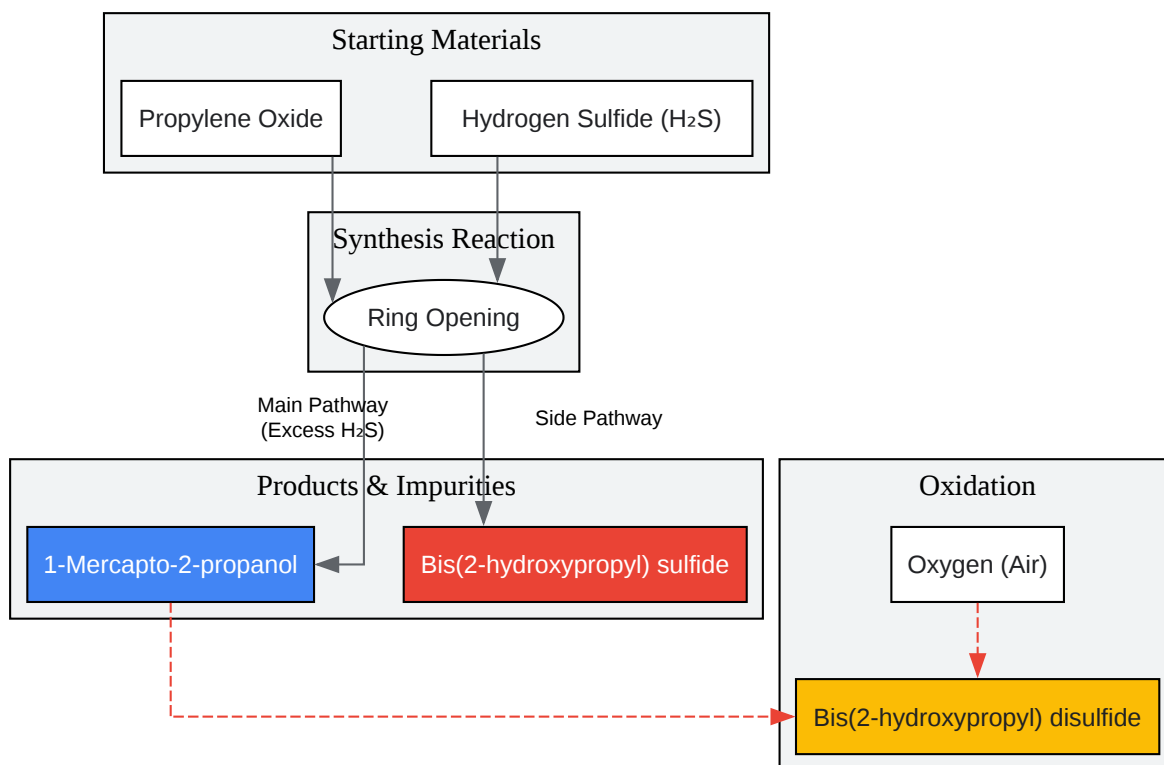 Starting Materials
Propylene Oxide
Hydrogen Sulfide (H₂S)
Synthesis Reaction
Ring Opening
Main Pathway
(Excess H₂S)
Side Pathway
Products & Impurities
Oxidation
1-Mercapto-2-propanol
Bis(2-hydroxypropyl) sulfide
Oxygen (Air)
Bis(2-hydroxypropyl) disulfide